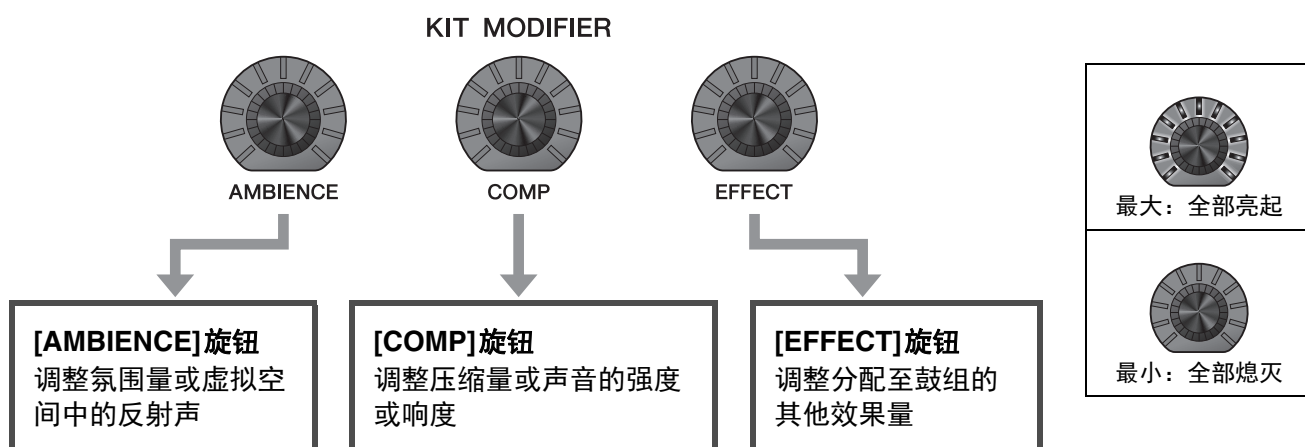 KIT MODIFIER
AMBIENCE
COMP
EFFECT
[AMBIENCE]旋钮
调整氛围量或虚拟空
间中的反射声
[COMP]旋钮
调整压缩量或声音的强度
或响度
[EFFECT]旋钮
调整分配至鼓组的
其他效果量
最大：全部亮起
最小：全部熄灭